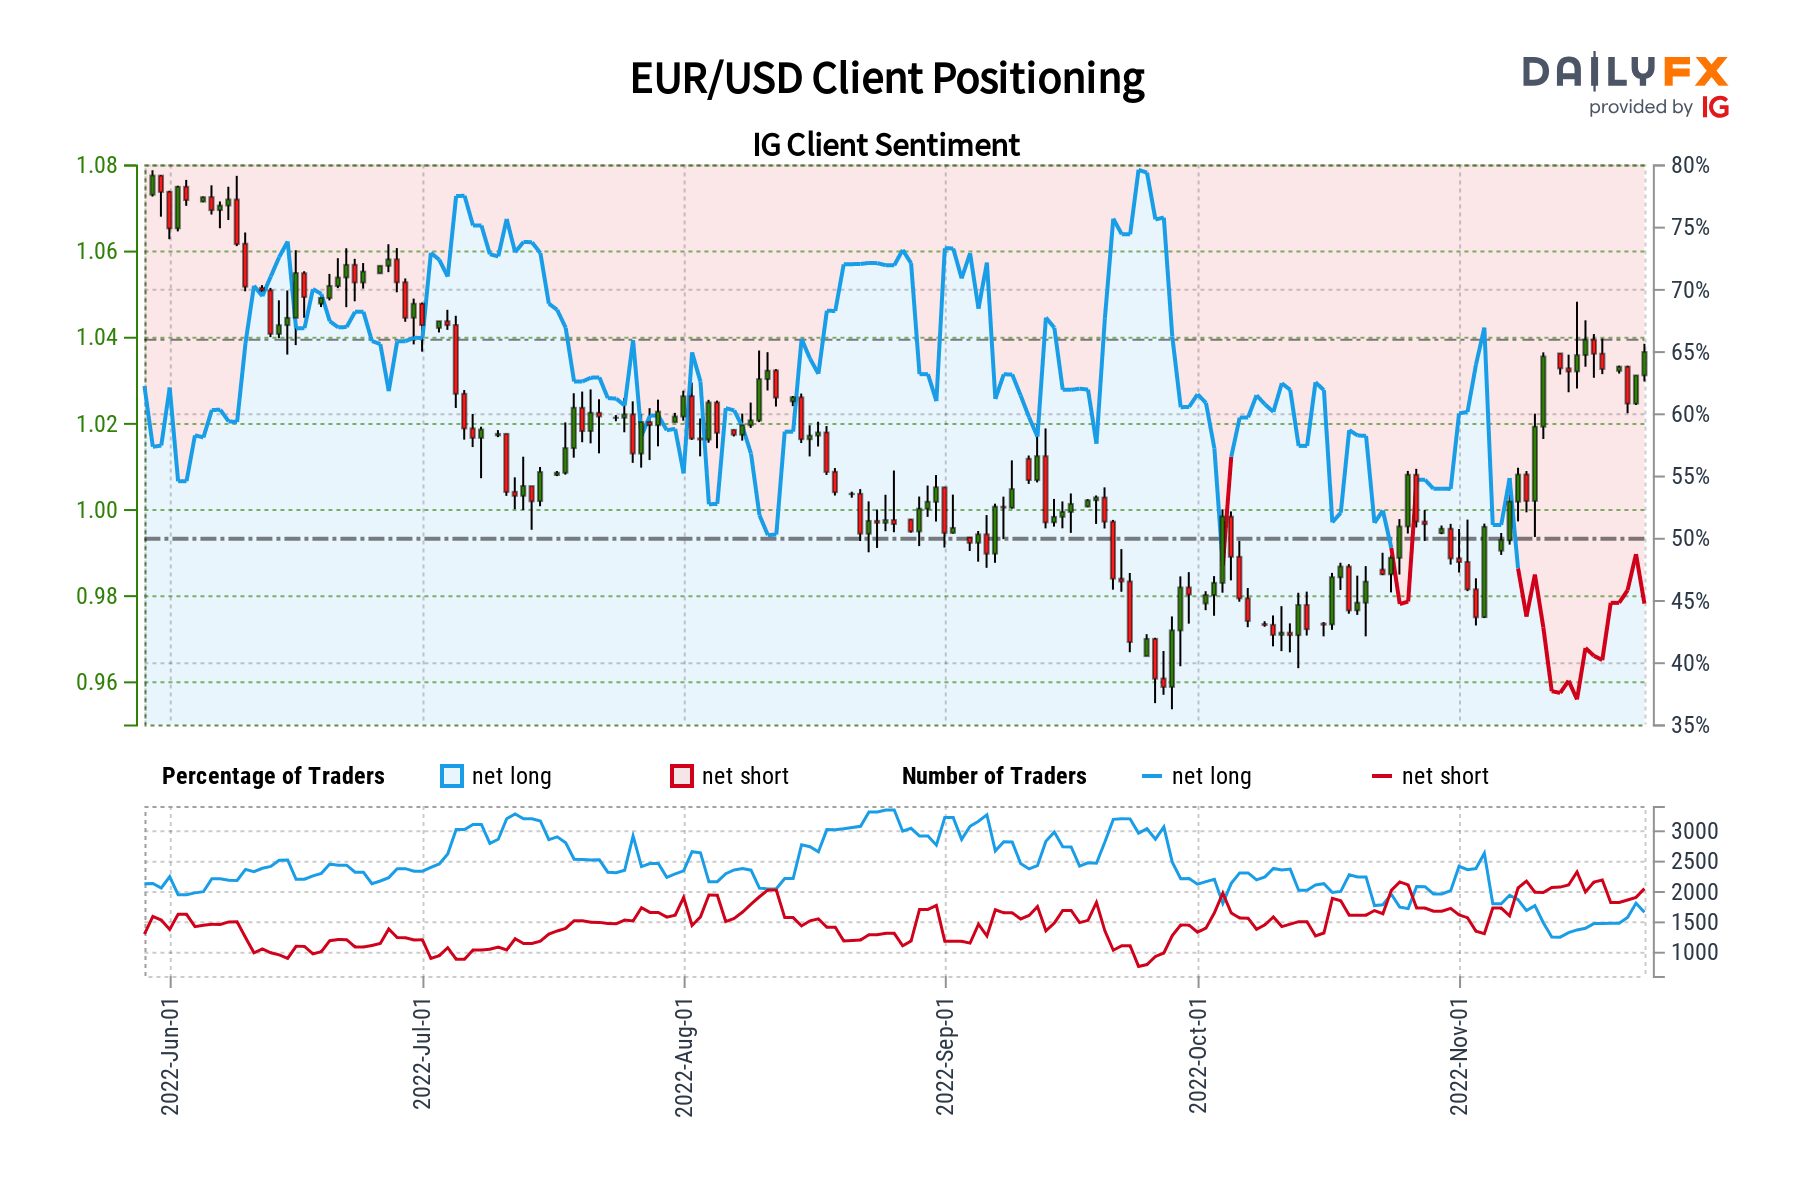 EUR/USD Client Positioning
DAILYFX
provided by IG
IG Client Sentiment
1.08
1.06
1.04
1.02
1.00
0.98
0.96
80%
75%
70%
65%
60%
55%
50%
45%
40%
35%
Percentage of Traders net long net short Number of Traders net long net short
3000
2500
2000
1500
1000
2022-Jun-01
2022-Jul-01
2022-Aug-01
2022-Sep-01
2022-Oct-01
2022-Nov-01